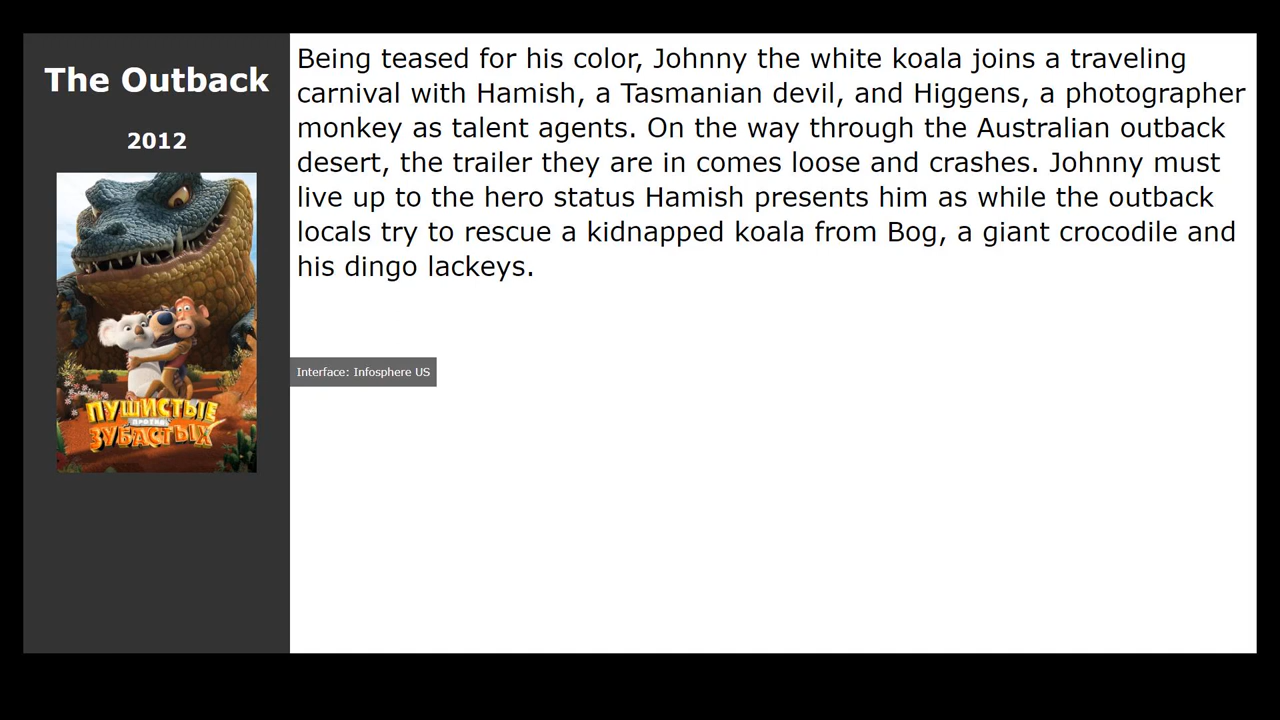 The Outback
2012
ПУШИСТЫЕ
ПРОТИВ
ЗУБАСТЫХ
Being teased for his color, Johnny the white koala joins a traveling
carnival with Hamish, a Tasmanian devil, and Higgens, a photographer
monkey as talent agents. On the way through the Australian outback
desert, the trailer they are in comes loose and crashes. Johnny must
live up to the hero status Hamish presents him as while the outback
locals try to rescue a kidnapped koala from Bog, a giant crocodile and
his dingo lackeys.
Interface: Infosphere US